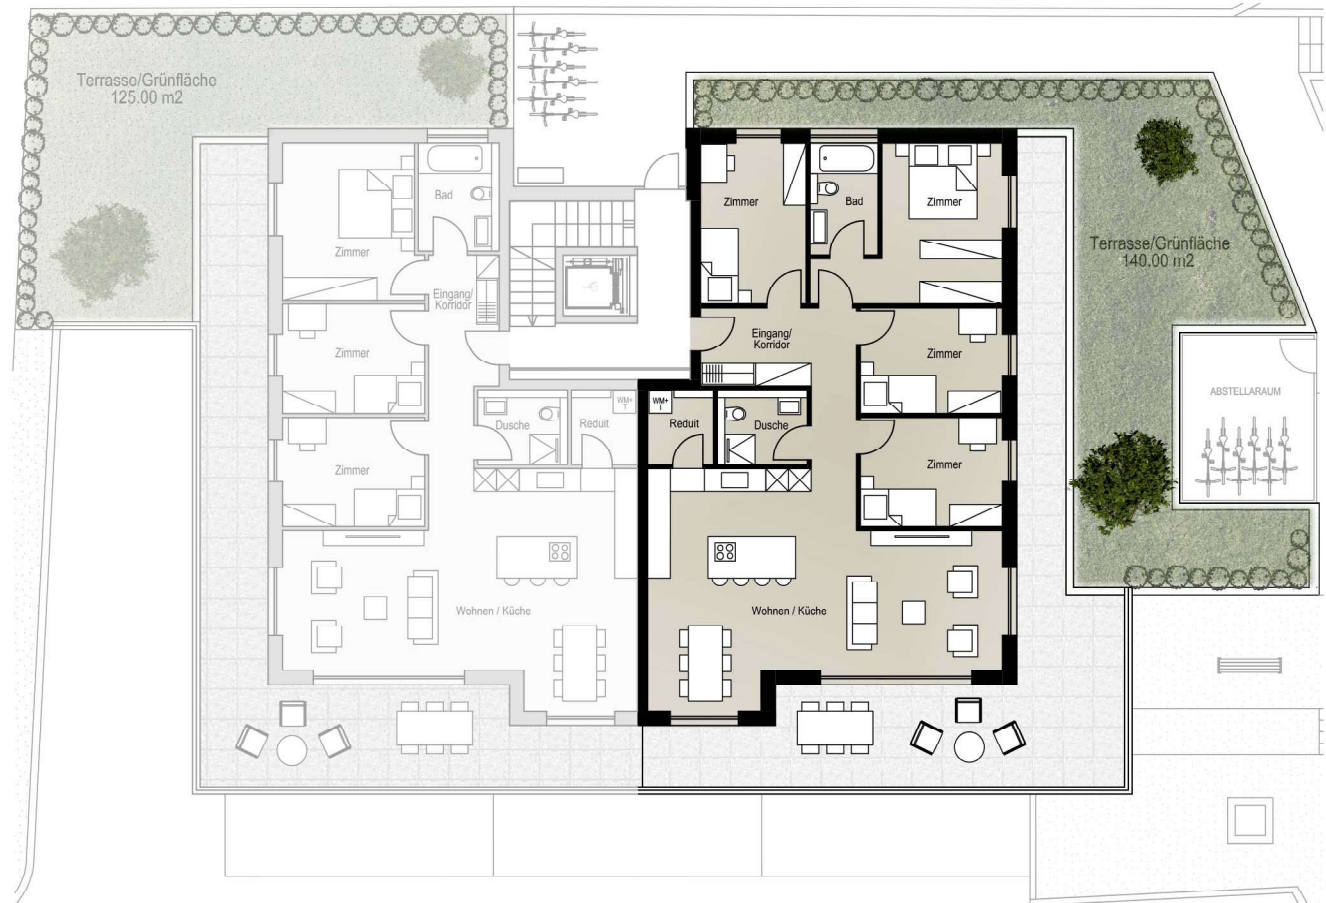 Terrasse/Grünfläche
125.00 m2
Bad
Zimmer
Eingang/
Korridor
Zimmer
Zimmer
Dusche
Reduit
WM+
T
Wohnen / Küche
Zimmer
Bad
Zimmer
Terrasse/Grünfläche
140.00 m2
Eingang/
Korridor
Zimmer
WM+
T
Reduit
Dusche
Zimmer
Wohnen / Küche
ABSTELLARAUM